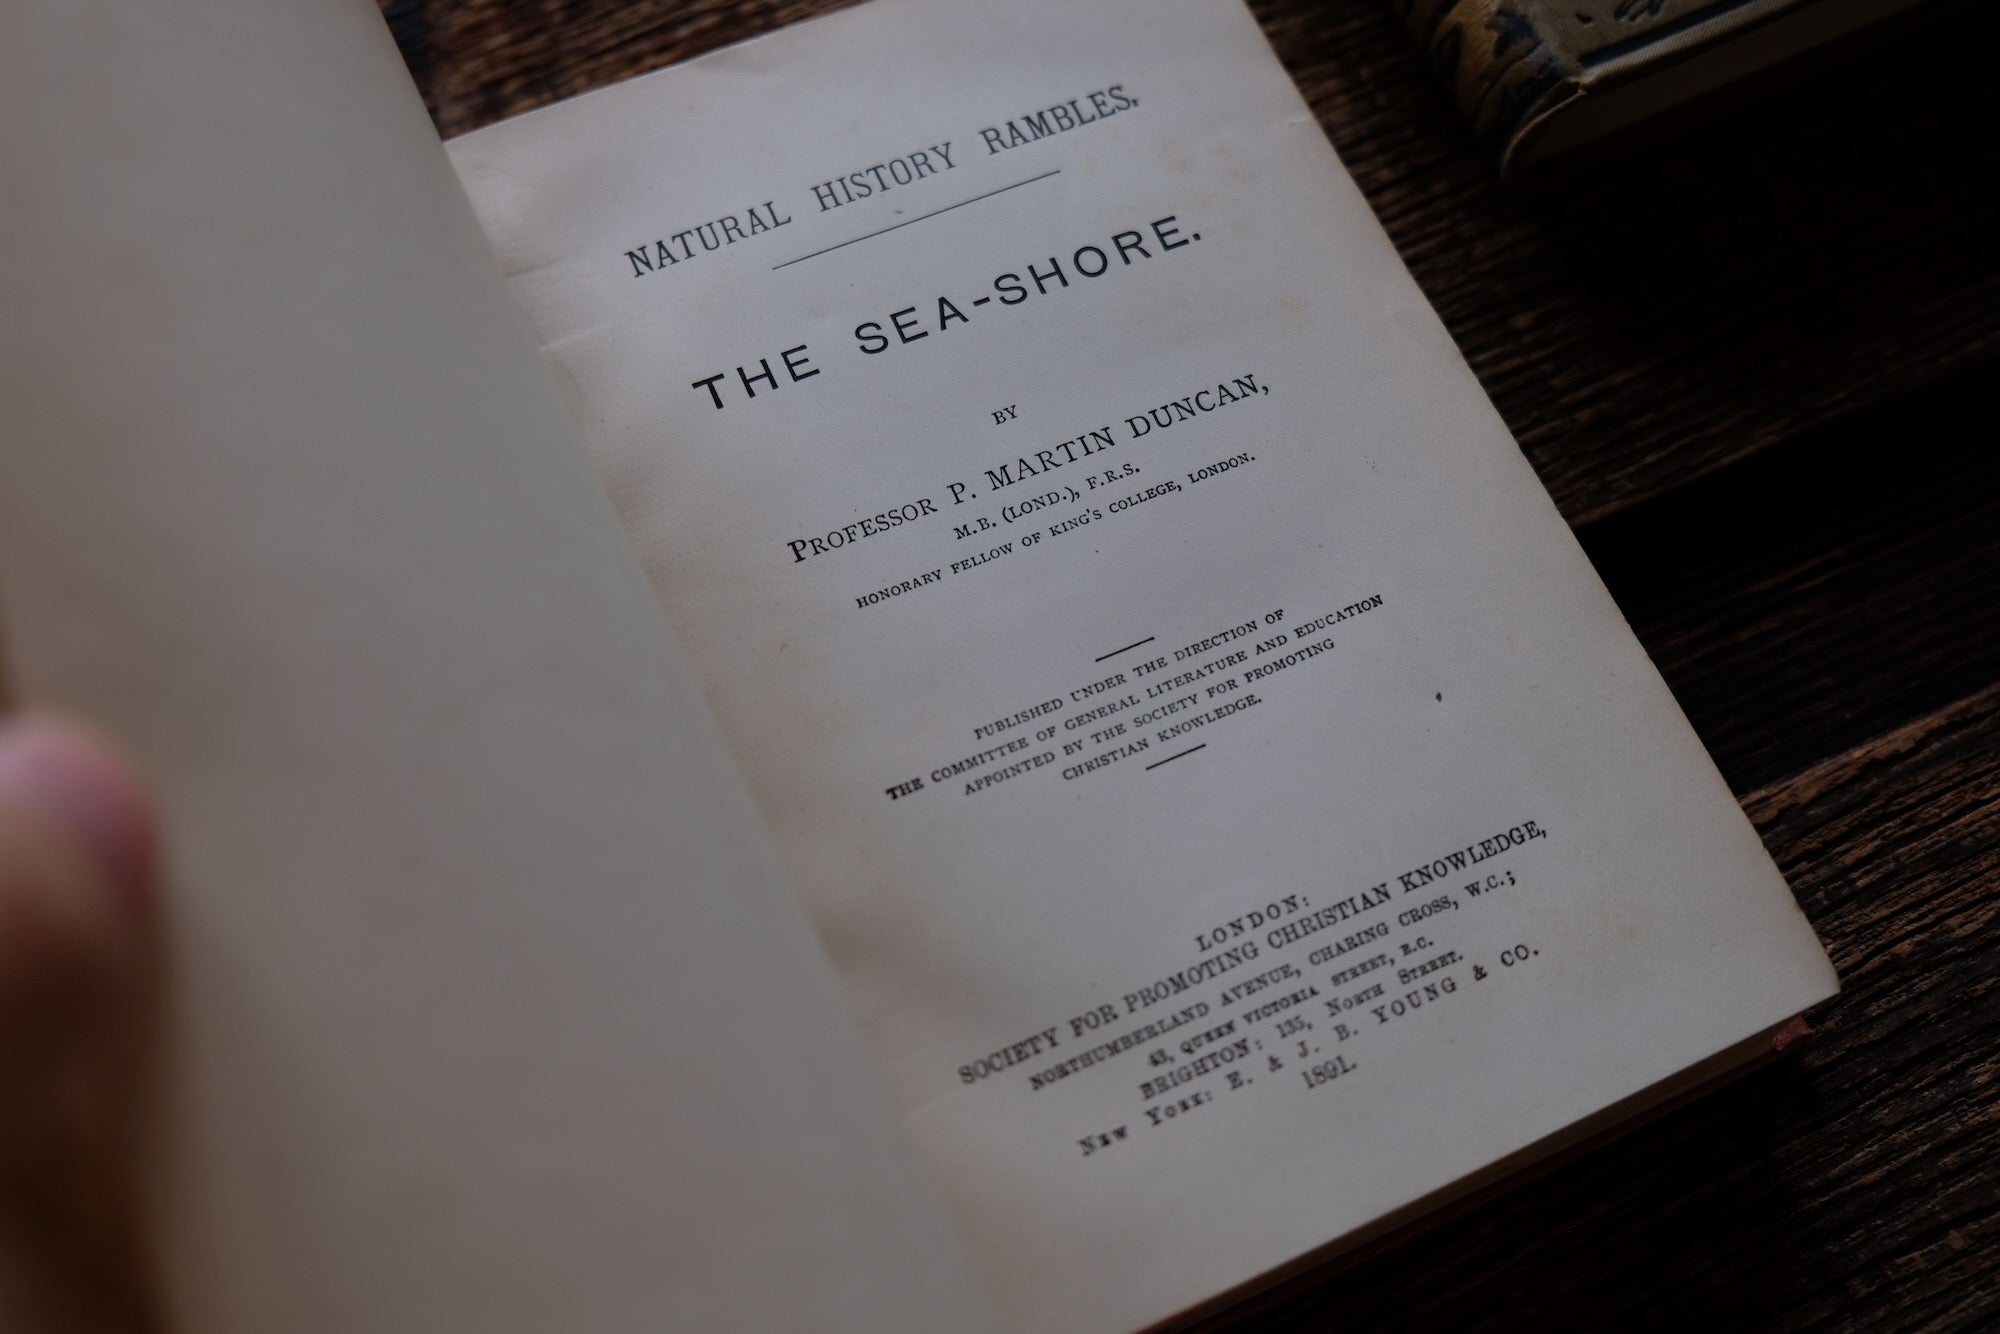 NATURAL HISTORY RAMBLES.
THE SEA-SHORE.
BY
PROFESSOR P. MARTIN DUNCAN,
M.B. (LOND.), F.R.S.
HONORARY FELLOW OF KING'S COLLEGE, LONDON.
PUBLISHED UNDER THE DIRECTION OF
THE COMMITTEE OF GENERAL LITERATURE AND EDUCATION
APPOINTED BY THE SOCIETY FOR PROMOTING
CHRISTIAN KNOWLEDGE.
LONDON:
SOCIETY FOR PROMOTING CHRISTIAN KNOWLEDGE,
NORTHUMBERLAND AVENUE, CHARING CROSS, W.C.;
43, QUEEN VICTORIA STREET, E.C.
BRIGHTON: 135, NORTH STREET.
NEW YORK: E. & J. B. YOUNG & CO.
1891.